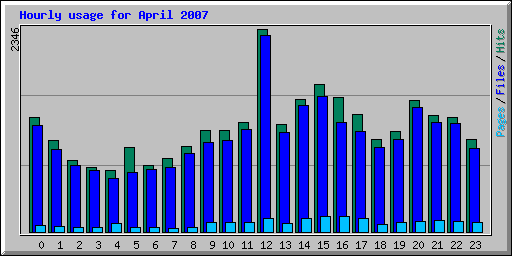 Hourly usage for April 2007
2346
Pages / Files / Hits
0 1 2 3 4 5 6 7 8 9 10 11 12 13 14 15 16 17 18 19 20 21 22 23